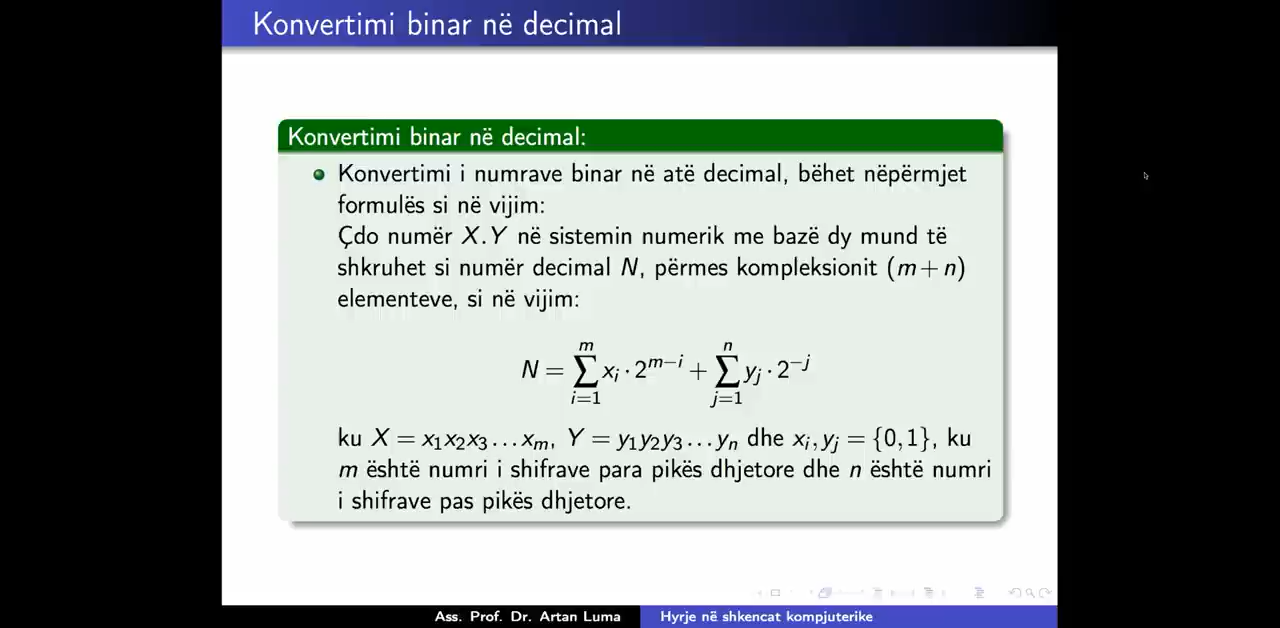 Konvertimi binar në decimal
Konvertimi binar në decimal:
Konvertimi i numrave binar në atë decimal, bëhet nëpërmjet
formulës si në vijim:
Çdo numër X.Y në sistemin numerik me bazë dy mund të
shkruhet si numër decimal N, përmes kompleksionit (m+n)
elementeve, si në vijim:
N = ∑_{i=1}^{m} x_i · 2^{m−i} + ∑_{j=1}^{n} y_j · 2^{−j}
ku X = x₁x₂x₃...x_m, Y = y₁y₂y₃...y_n dhe x_i, y_j = {0,1}, ku
m është numri i shifrave para pikës dhjetore dhe n është numri
i shifrave pas pikës dhjetore.
Ass. Prof. Dr. Artan Luma
Hyrje në shkencat kompjuterike